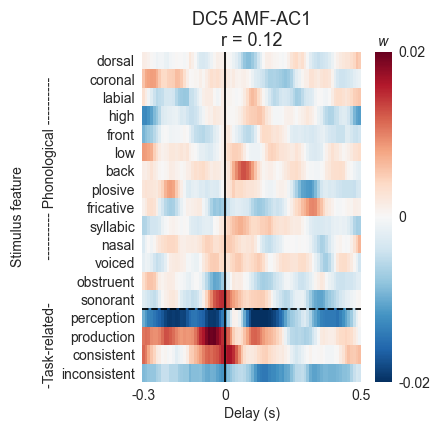 DC5 AMF-AC1
r = 0.12
w
Stimulus feature
---------- Phonological ----------
-Task-related-
dorsal
coronal
labial
high
front
low
back
plosive
fricative
syllabic
nasal
voiced
obstruent
sonorant
perception
production
consistent
inconsistent
-0.3
0
0.5
Delay (s)
0.02
0
-0.02